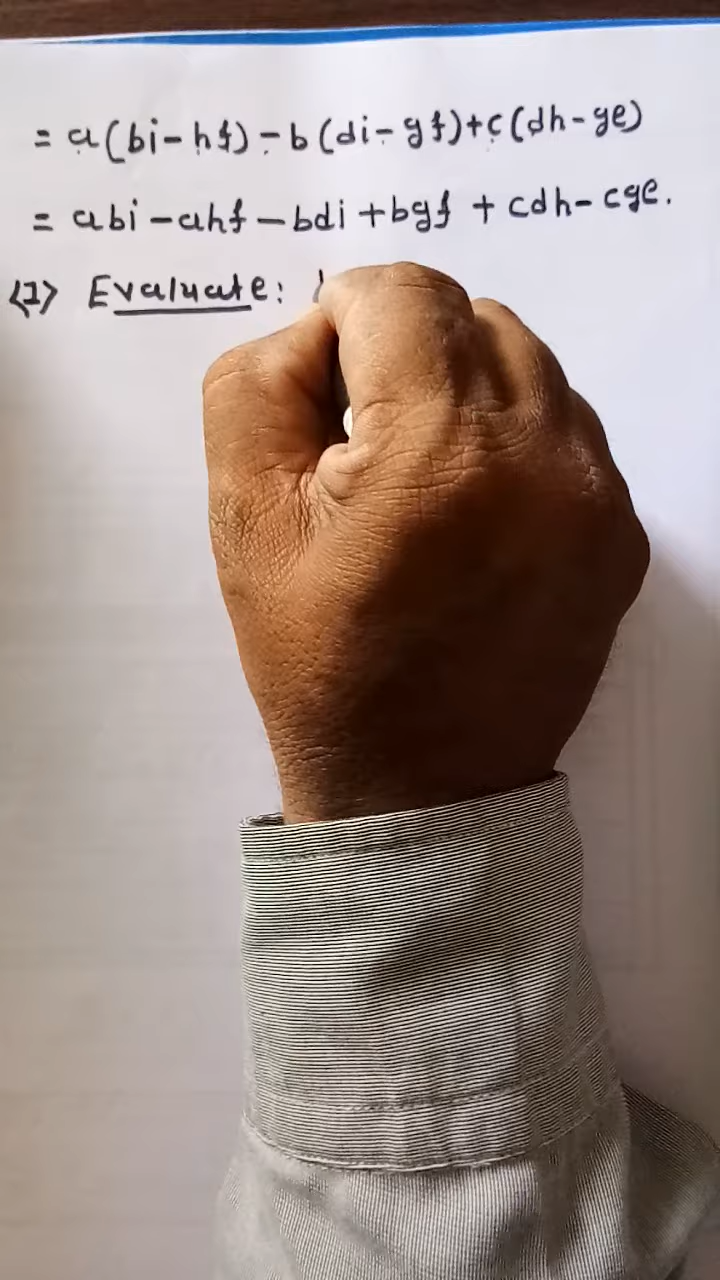 = a(bi-hf)-b(di-gf)+c(dh-ge)
= abi-ahf-bdi+bgf+cdh-cge.
<1> Evaluate: